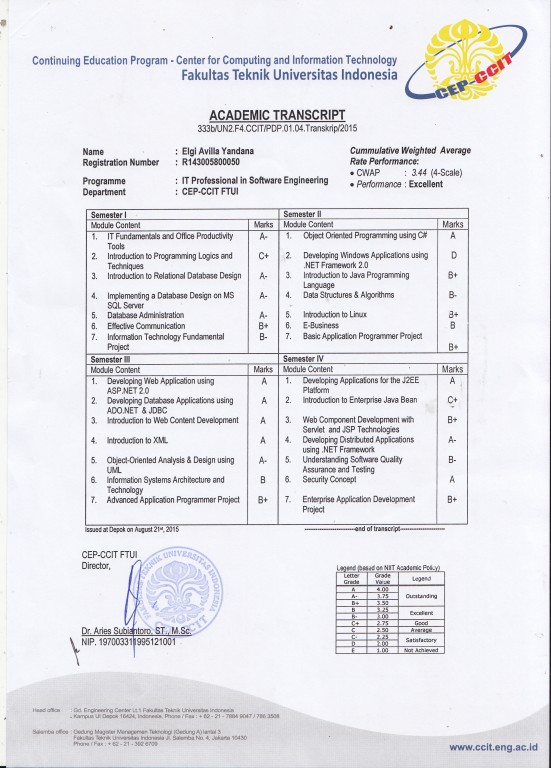 Continuing Education Program - Center for Computing and Information Technology
Fakultas Teknik Universitas Indonesia
CEP-CCIT
ACADEMIC TRANSCRIPT
333b/UN2.F4.CCIT/PDP.01.04.Transkrip/2015
Name : Elgi Avilla Yandana
Registration Number : R143005800050
Programme : IT Professional in Software Engineering
Department : CEP-CCIT FTUI
Cummulative Weighted Average
Rate Performance:
• CWAP : 3.44 (4-Scale)
• Performance : Excellent
Semester I
Module Content Marks
1. IT Fundamentals and Office Productivity Tools A-
2. Introduction to Programming Logics and Techniques C+
3. Introduction to Relational Database Design A-
4. Implementing a Database Design on MS SQL Server A-
5. Database Administration A-
6. Effective Communication B+
7. Information Technology Fundamental Project B-
Semester II
Module Content Marks
1. Object Oriented Programming using C# A
2. Developing Windows Applications using .NET Framework 2.0 D
3. Introduction to Java Programming Language B+
4. Data Structures & Algorithms B-
5. Introduction to Linux B+
6. E-Business B
7. Basic Application Programmer Project B+
Semester III
Module Content Marks
1. Developing Web Application using ASP.NET 2.0 A
2. Developing Database Applications using ADO.NET & JDBC A
3. Introduction to Web Content Development A
4. Introduction to XML A
5. Object-Oriented Analysis & Design using UML A-
6. Information Systems Architecture and Technology B
7. Advanced Application Programmer Project B+
Semester IV
Module Content Marks
1. Developing Applications for the J2EE Platform A
2. Introduction to Enterprise Java Bean C+
3. Web Component Development with Servlet and JSP Technologies B+
4. Developing Distributed Applications using .NET Framework A-
5. Understanding Software Quality Assurance and Testing B-
6. Security Concept A
7. Enterprise Application Development Project B+
Issued at Depok on August 21st, 2015
--------------------end of transcript--------------------
CEP-CCIT FTUI
Director,
Dr. Aries Subiantoro, ST., M.Sc.
NIP. 197003311995121001
Legend (based on NIIT Academic Policy)
Letter Grade Grade Value Legend
A 4.00
A- 3.75 Outstanding
B+ 3.50
B 3.25 Excellent
B- 3.00
C+ 2.75 Good
C 2.50 Average
C- 2.25 Satisfactory
D 2.00
E 1.00 Not Achieved
Head office : Gd. Engineering Center Lt.1 Fakultas Teknik Universitas Indonesia
Kampus UI Depok 16424, Indonesia. Phone / Fax : + 62 - 21 - 7884 9047 / 786 3508
Salemba office : Gedung Magister Manajemen Teknologi (Gedung A) lantai 3
Fakultas Teknik Universitas Indonesia Jl. Salemba No. 4, Jakarta 10430
Phone / Fax : + 62 - 21 - 392 6709
www.ccit.eng.ac.id